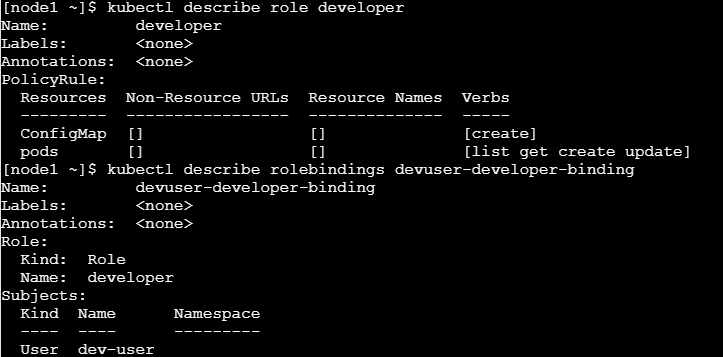 [node1 ~]$ kubectl describe role developer
Name:         developer
Labels:       <none>
Annotations:  <none>
PolicyRule:
  Resources  Non-Resource URLs  Resource Names  Verbs
  ---------  -----------------  --------------  -----
  ConfigMap  []                 []              [create]
  pods       []                 []              [list get create update]
[node1 ~]$ kubectl describe rolebindings devuser-developer-binding
Name:         devuser-developer-binding
Labels:       <none>
Annotations:  <none>
Role:
  Kind:  Role
  Name:  developer
Subjects:
  Kind  Name      Namespace
  ----  ----      ---------
  User  dev-user